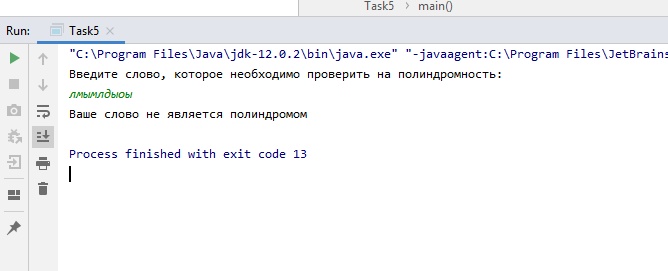 Task5 > main()
Run: Task5 ×
"C:\Program Files\Java\jdk-12.0.2\bin\java.exe" "-javaagent:C:\Program Files\JetBrains
Введите слово, которое необходимо проверить на полиндромность:
лмымлдыоы
Ваше слово не является полиндромом
Process finished with exit code 13